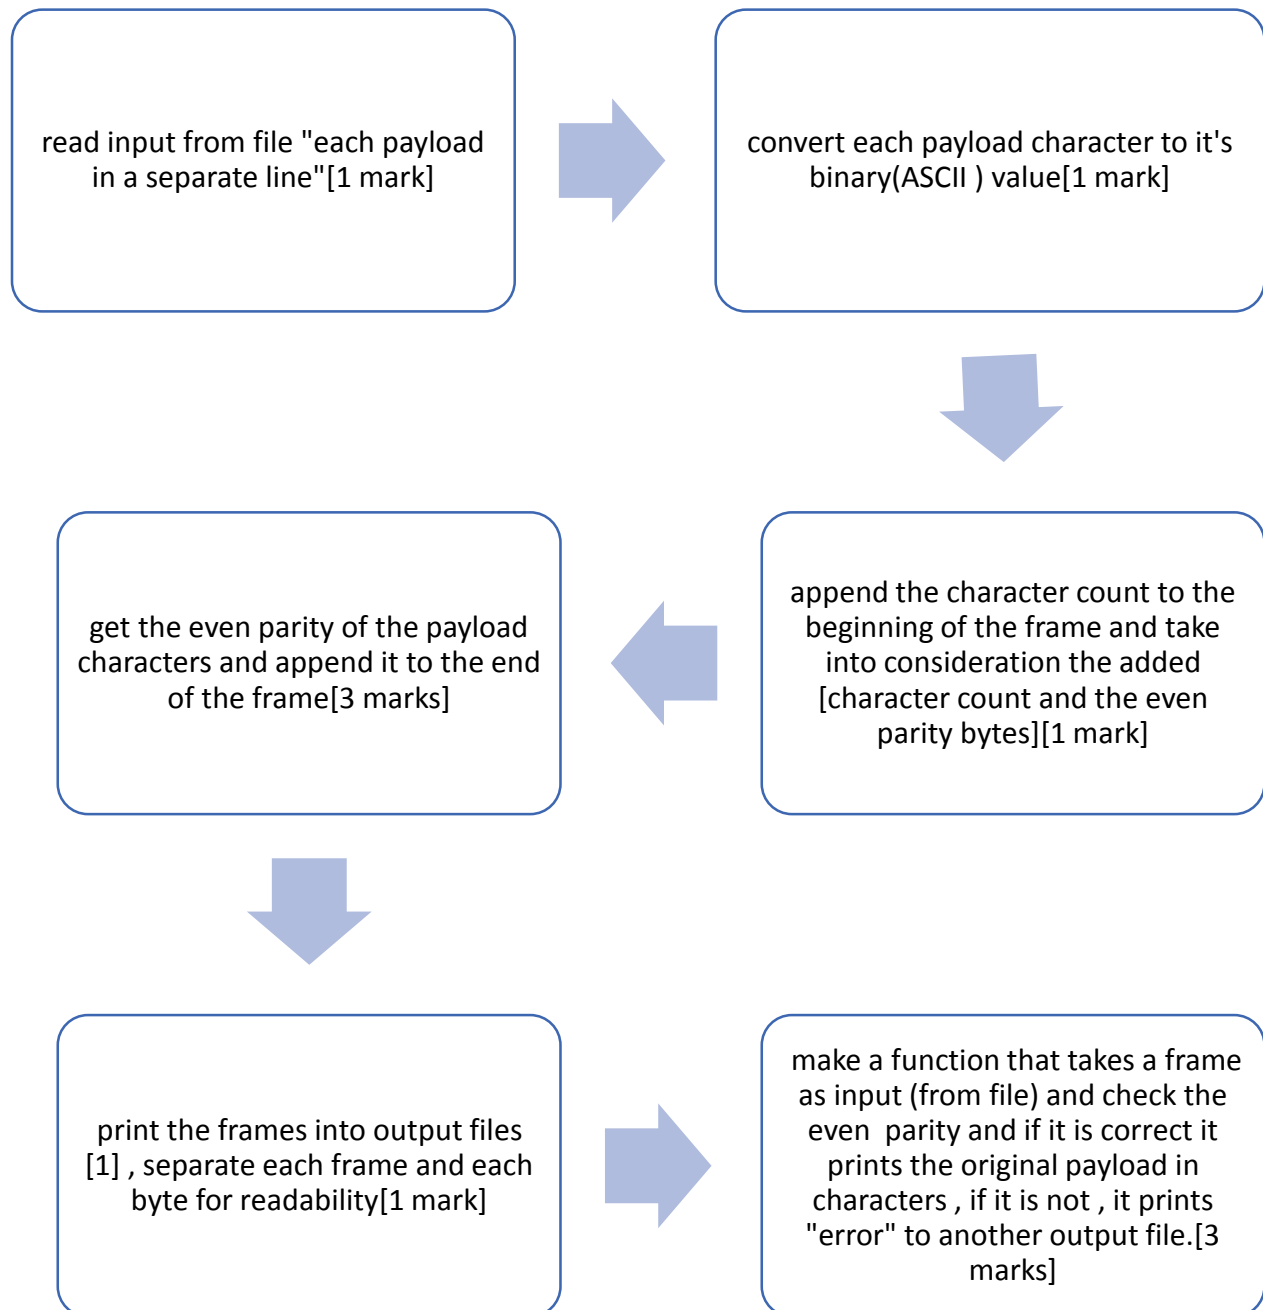 read input from file "each payload
in a separate line"[1 mark]
convert each payload character to it's
binary(ASCII ) value[1 mark]
append the character count to the
beginning of the frame and take
into consideration the added
[character count and the even
parity bytes][1 mark]
get the even parity of the payload
characters and append it to the end
of the frame[3 marks]
print the frames into output files
[1] , separate each frame and each
byte for readability[1 mark]
make a function that takes a frame
as input (from file) and check the
even  parity and if it is correct it
prints the original payload in
characters , if it is not , it prints
"error" to another output file.[3
marks]